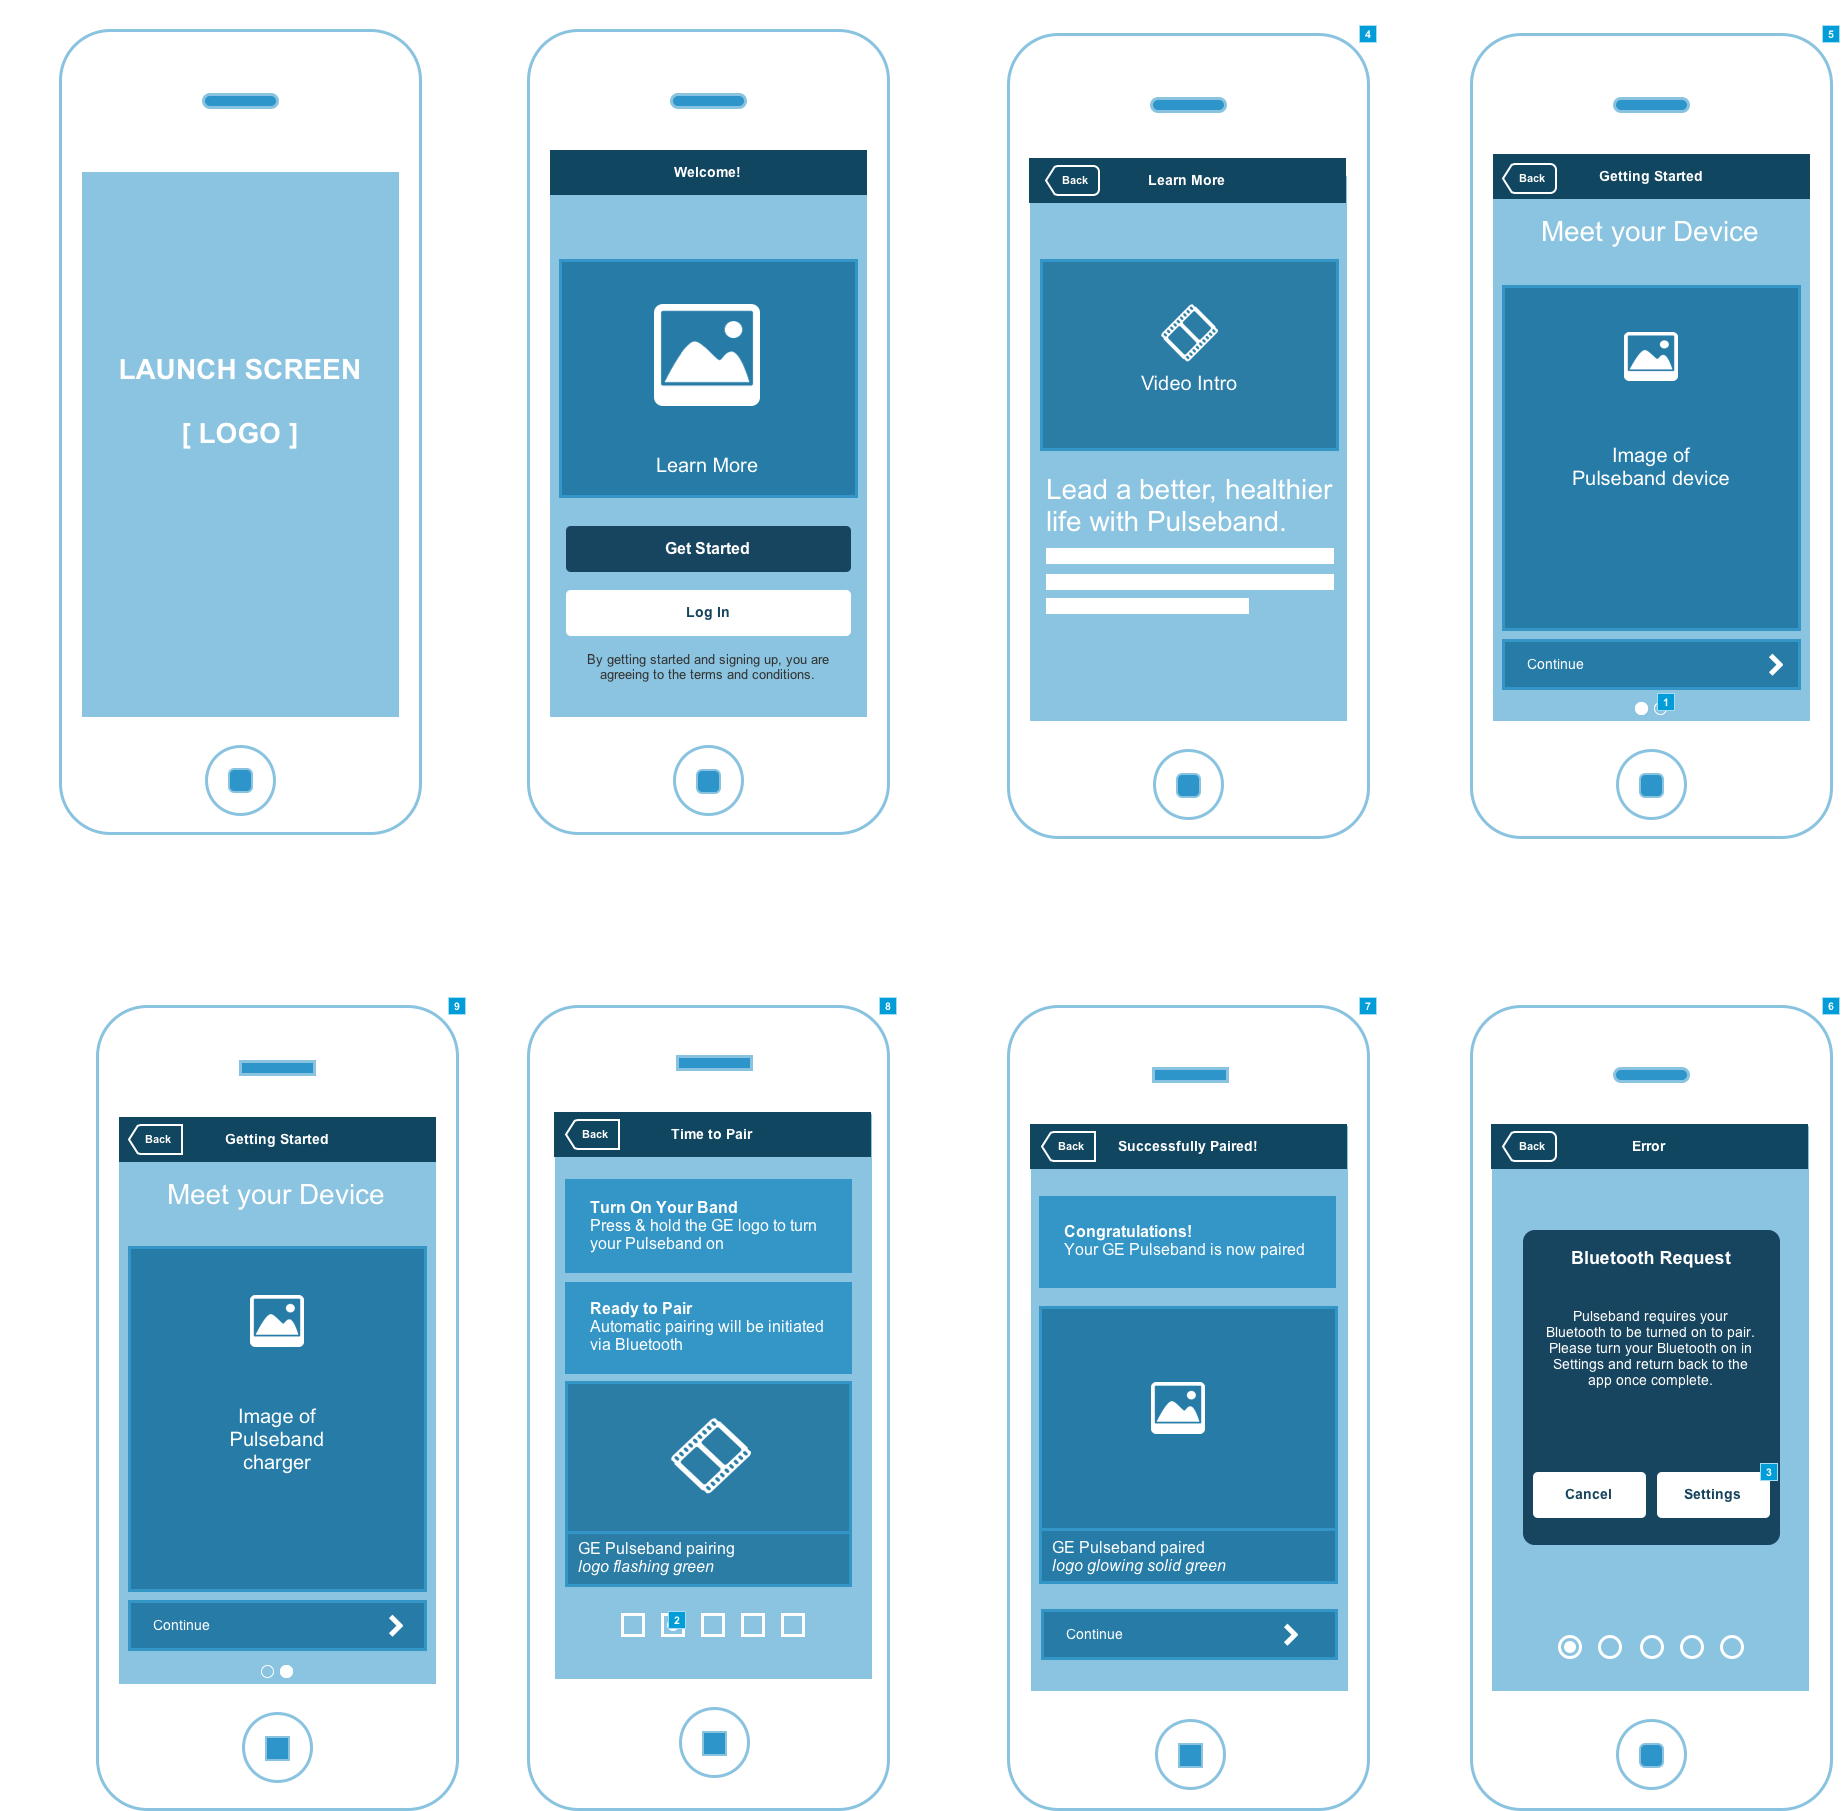 LAUNCH SCREEN
[ LOGO ]
Welcome!
Learn More
Get Started
Log In
By getting started and signing up, you are
agreeing to the terms and conditions.
4
Back
Learn More
Video Intro
Lead a better, healthier
life with Pulseband.
5
Back
Getting Started
Meet your Device
Image of
Pulseband device
Continue
1
9
Back
Getting Started
Meet your Device
Image of
Pulseband
charger
Continue
8
Back
Time to Pair
Turn On Your Band
Press & hold the GE logo to turn
your Pulseband on
Ready to Pair
Automatic pairing will be initiated
via Bluetooth
GE Pulseband pairing
logo flashing green
2
7
Back
Successfully Paired!
Congratulations!
Your GE Pulseband is now paired
GE Pulseband paired
logo glowing solid green
Continue
6
Back
Error
Bluetooth Request
Pulseband requires your
Bluetooth to be turned on to pair.
Please turn your Bluetooth on in
Settings and return back to the
app once complete.
3
Cancel
Settings